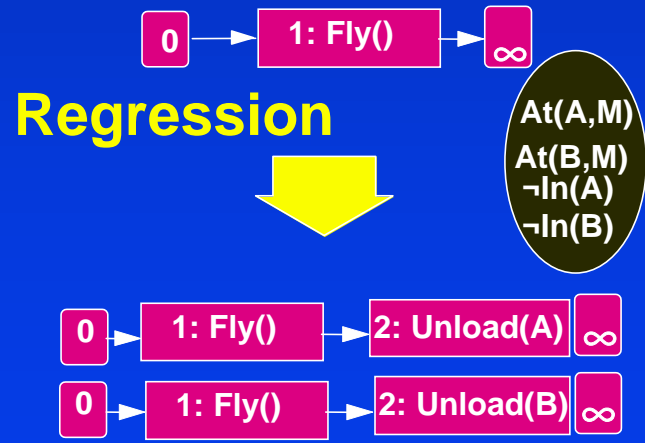 0 1: Fly() ∞
Regression
At(A,M)
At(B,M)
¬In(A)
¬In(B)
0 1: Fly() 2: Unload(A) ∞
0 1: Fly() 2: Unload(B) ∞